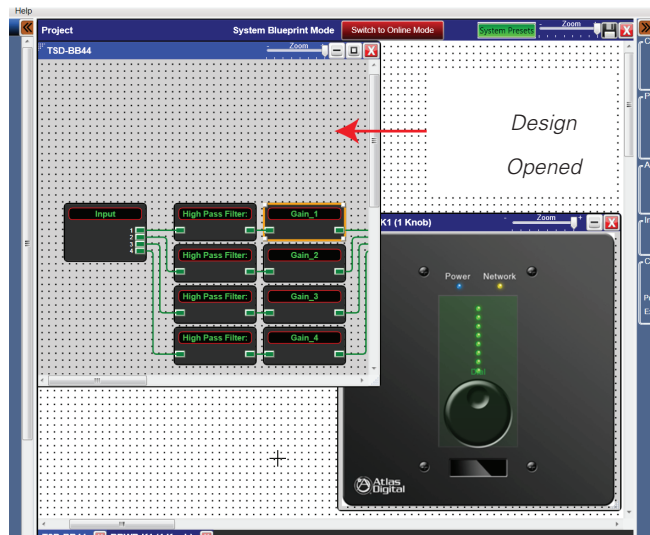 Help
Project System Blueprint Mode Switch to Online Mode System Presets - Zoom +
TSD-BB44 - Zoom +
Design
Opened
Input
1
2
3
4
High Pass Filter: Gain_1
High Pass Filter: Gain_2
High Pass Filter: Gain_3
High Pass Filter: Gain_4
K1 (1 Knob) - Zoom +
Power Network
Atlas
Digital